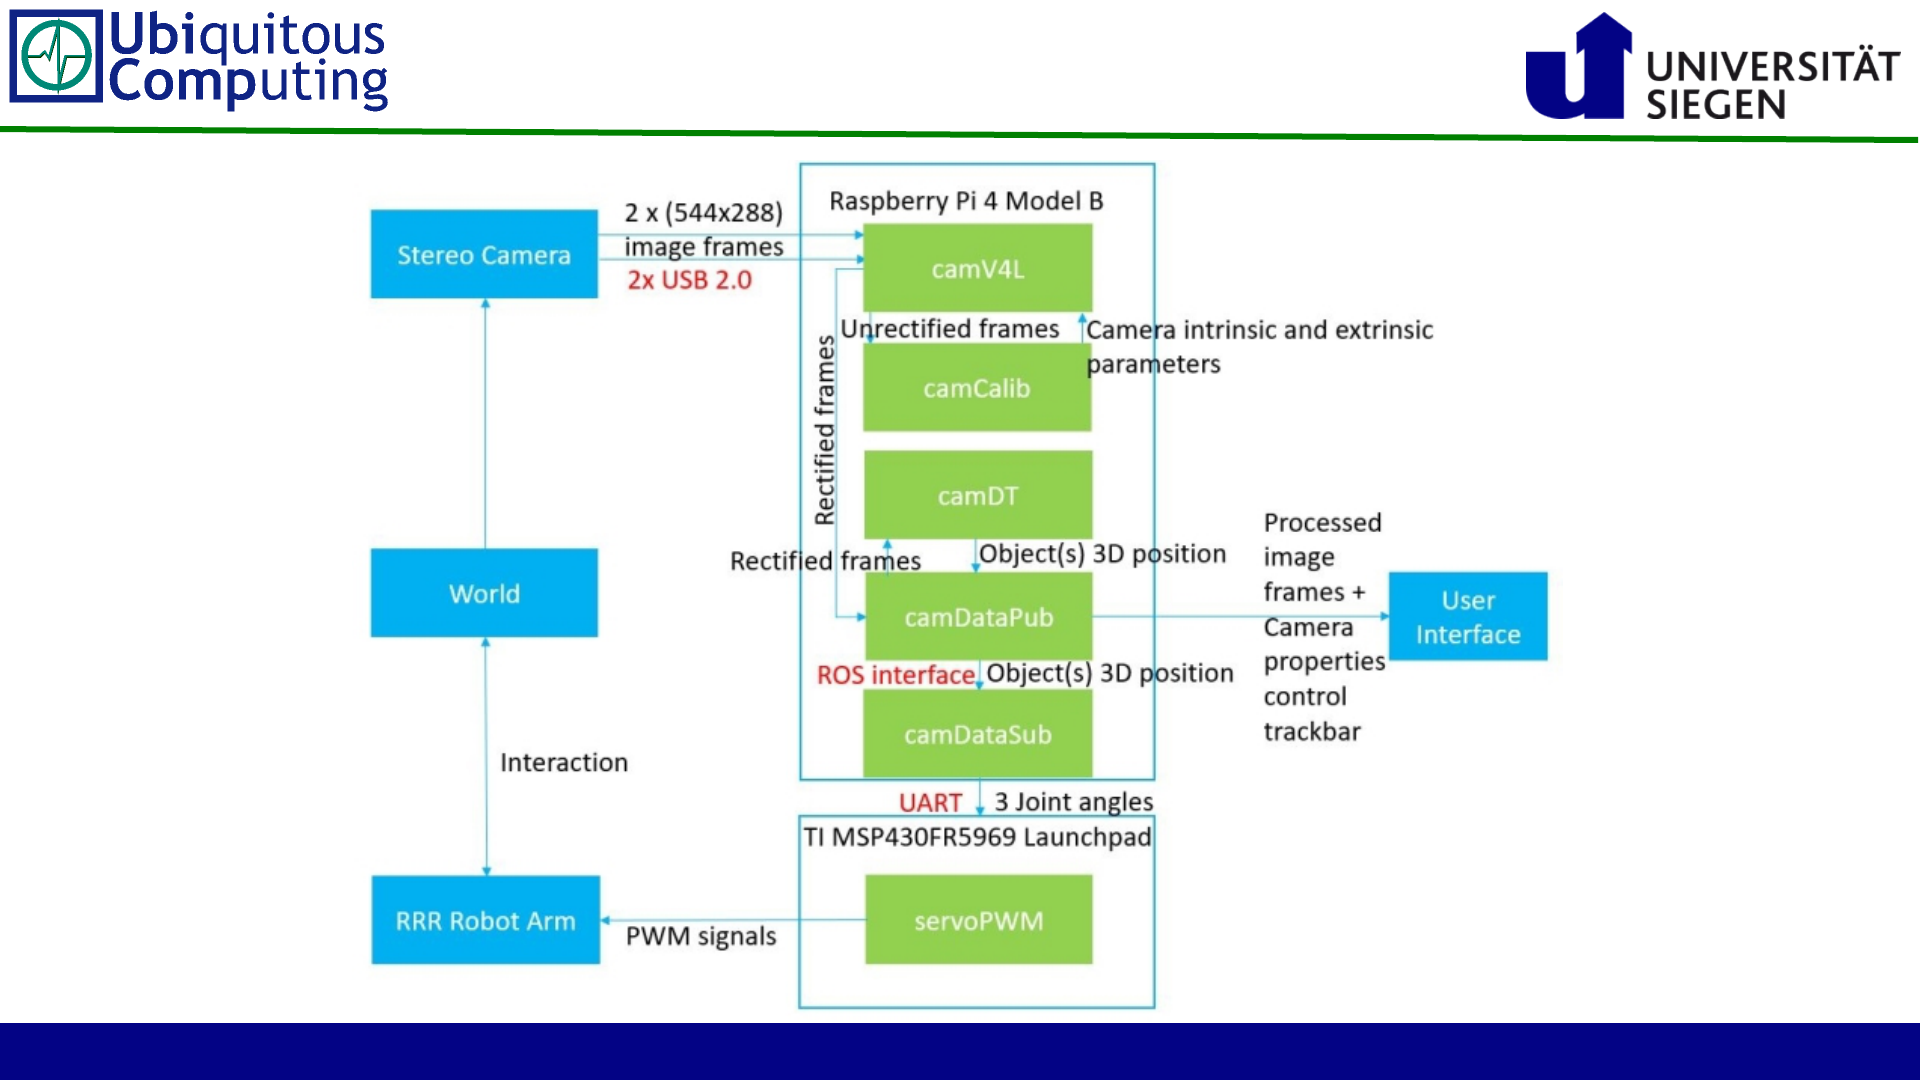 Ubiquitous
Computing
UNIVERSITÄT
SIEGEN
Raspberry Pi 4 Model B
2 x (544x288)
image frames
2x USB 2.0
Stereo Camera
camV4L
Unrectified frames
Camera intrinsic and extrinsic
parameters
Rectified frames
camCalib
camDT
Rectified frames
Object(s) 3D position
Processed
image
frames +
Camera
properties
control
trackbar
World
camDataPub
User
Interface
ROS interface
Object(s) 3D position
camDataSub
Interaction
UART
3 Joint angles
TI MSP430FR5969 Launchpad
RRR Robot Arm
PWM signals
servoPWM